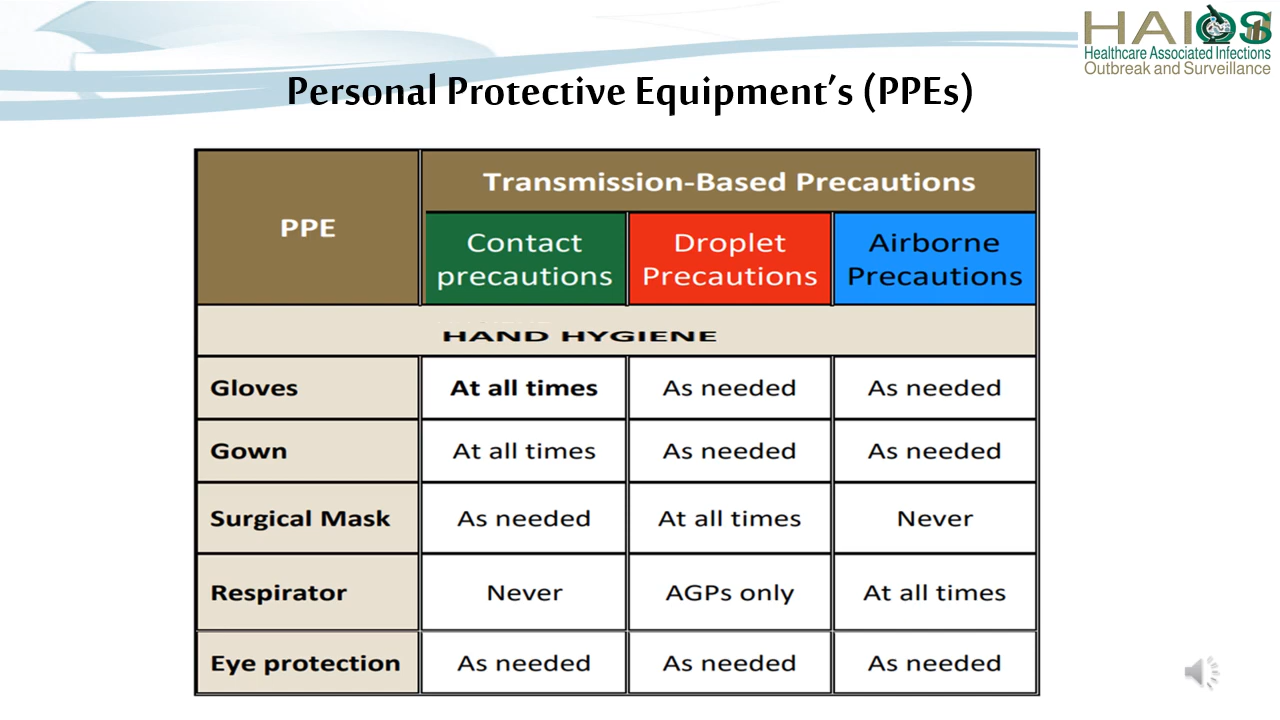 HAIOS
Healthcare Associated Infections
Outbreak and Surveillance
Personal Protective Equipment’s (PPEs)
PPE
Transmission-Based Precautions
Contact precautions
Droplet Precautions
Airborne Precautions
HAND HYGIENE
Gloves At all times As needed As needed
Gown At all times As needed As needed
Surgical Mask As needed At all times Never
Respirator Never AGPs only At all times
Eye protection As needed As needed As needed